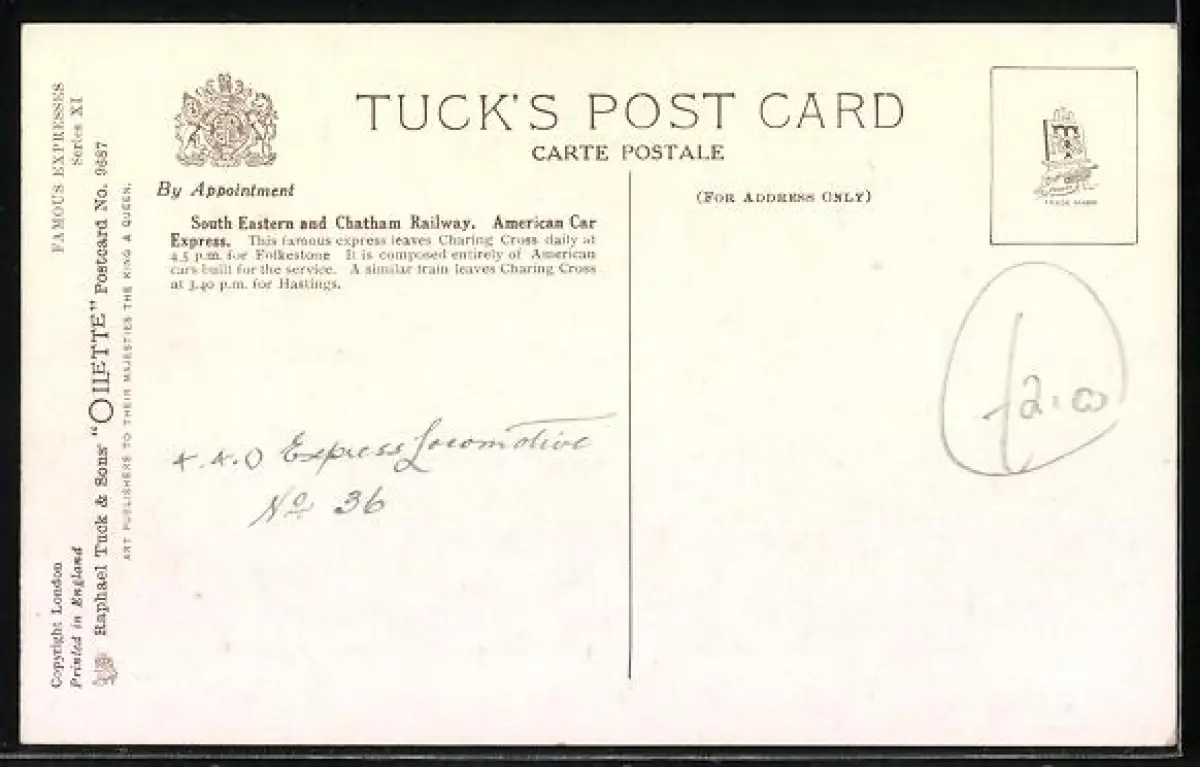 TUCK'S POST CARD
CARTE POSTALE
By Appointment
(FOR ADDRESS ONLY)
South Eastern and Chatham Railway. American Car
Express. This famous express leaves Charing Cross daily at
4.5 p.m. for Folkestone It is composed entirely of American
cars built for the service. A similar train leaves Charing Cross
at 3.40 p.m. for Hastings.
Express Locomotive
No 36
£2.00
TRADE MARK
FAMOUS EXPRESSES
Series XI
Copyright London
Printed in England
Raphael Tuck & Sons' "OILETTE" Postcard No. 9687
ART PUBLISHERS TO THEIR MAJESTIES THE KING & QUEEN.